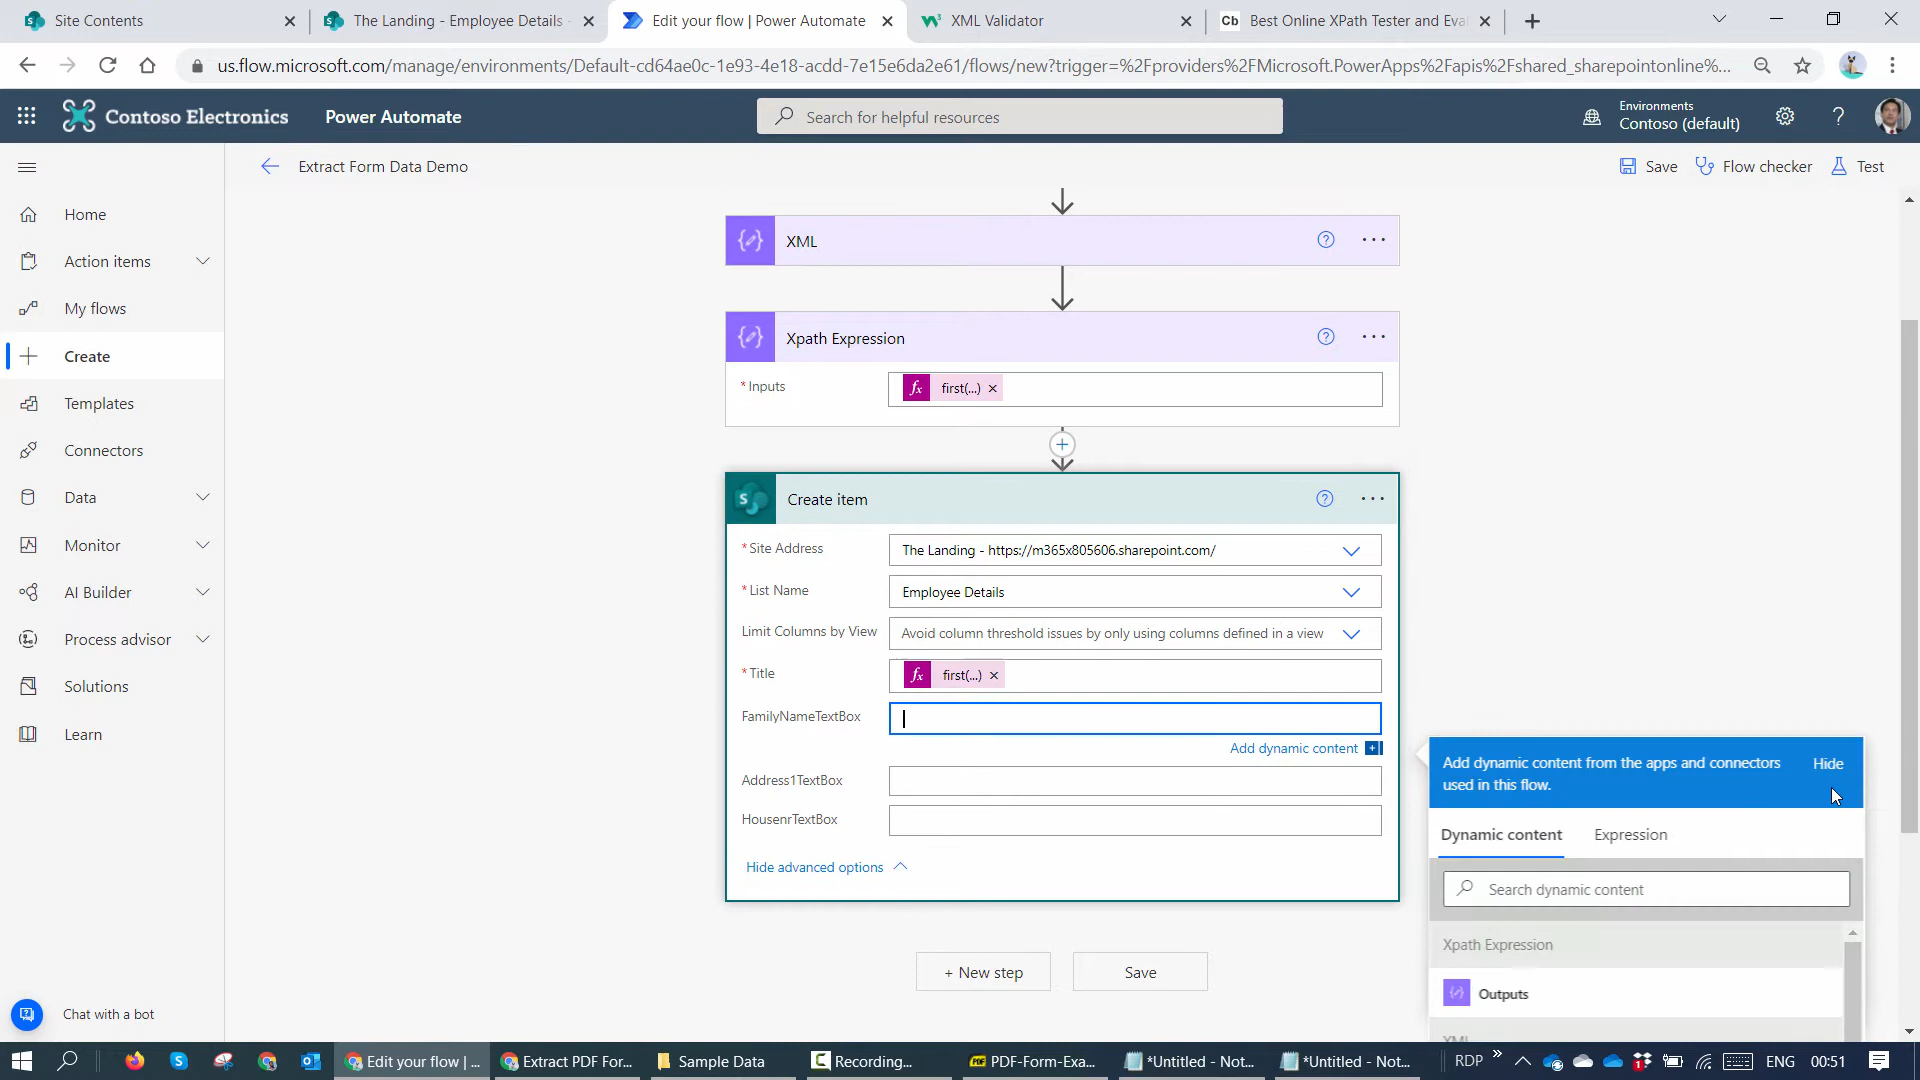 Site Contents
The Landing - Employee Details -
Edit your flow | Power Automate
XML Validator
Cb
Best Online XPath Tester and Eva
us.flow.microsoft.com/manage/environments/Default-cd64ae0c-1e93-4e18-acdd-7e15e6da2e61/flows/new?trigger=%2Fproviders%2FMicrosoft.PowerApps%2Fapis%2Fshared_sharepointonline%...
Contoso Electronics
Power Automate
Search for helpful resources
Environments
Contoso (default)
Extract Form Data Demo
Save
Flow checker
Test
Home
Action items
My flows
Create
Templates
Connectors
Data
Monitor
AI Builder
Process advisor
Solutions
Learn
Chat with a bot
XML
Xpath Expression
* Inputs
fx first(...)
Create item
* Site Address
The Landing - https://m365x805606.sharepoint.com/
* List Name
Employee Details
Limit Columns by View
Avoid column threshold issues by only using columns defined in a view
* Title
fx first(...)
FamilyNameTextBox
Add dynamic content
Address1TextBox
HousenrTextBox
Hide advanced options
+ New step
Save
Add dynamic content from the apps and connectors
used in this flow.
Hide
Dynamic content
Expression
Search dynamic content
Xpath Expression
Outputs
XML
Edit your flow | ...
Extract PDF For...
Sample Data
Recording...
PDF-Form-Exa...
*Untitled - Not...
*Untitled - Not...
RDP
ENG
00:51